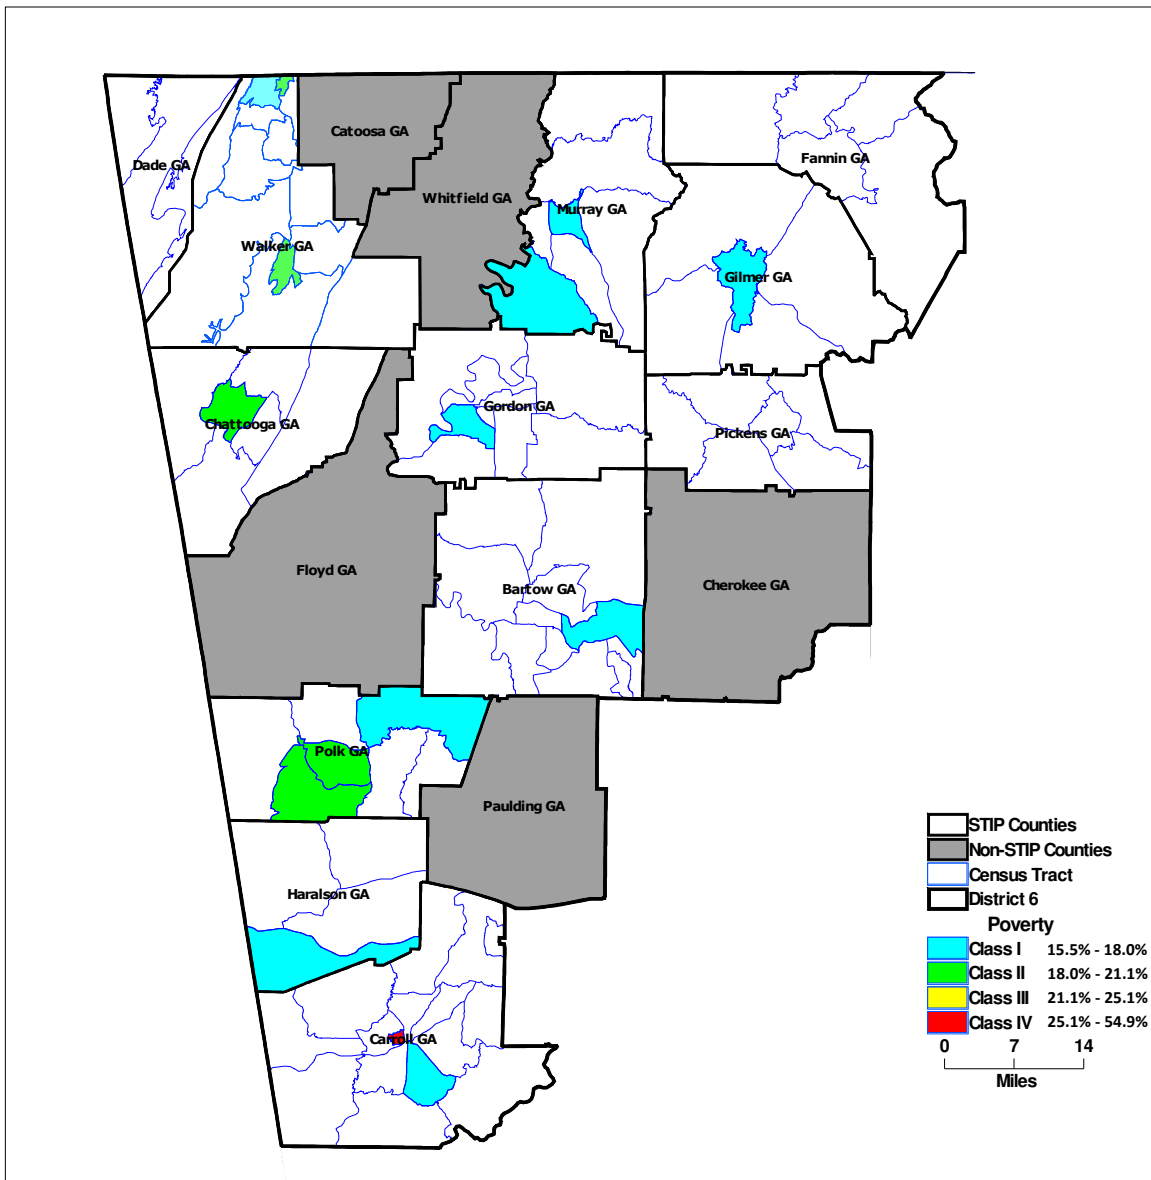 Catoosa GA
Fannin GA
Dade GA
Whitfield GA
Murray GA
Walker GA
Gilmer GA
Gordon GA
Chattooga GA
Pickens GA
Floyd GA
Cherokee GA
Bartow GA
Polk GA
Paulding GA
Haralson GA
Carroll GA
STIP Counties
Non-STIP Counties
Census Tract
District 6
Poverty
Class I 15.5% - 18.0%
Class II 18.0% - 21.1%
Class III 21.1% - 25.1%
Class IV 25.1% - 54.9%
0 7 14
Miles